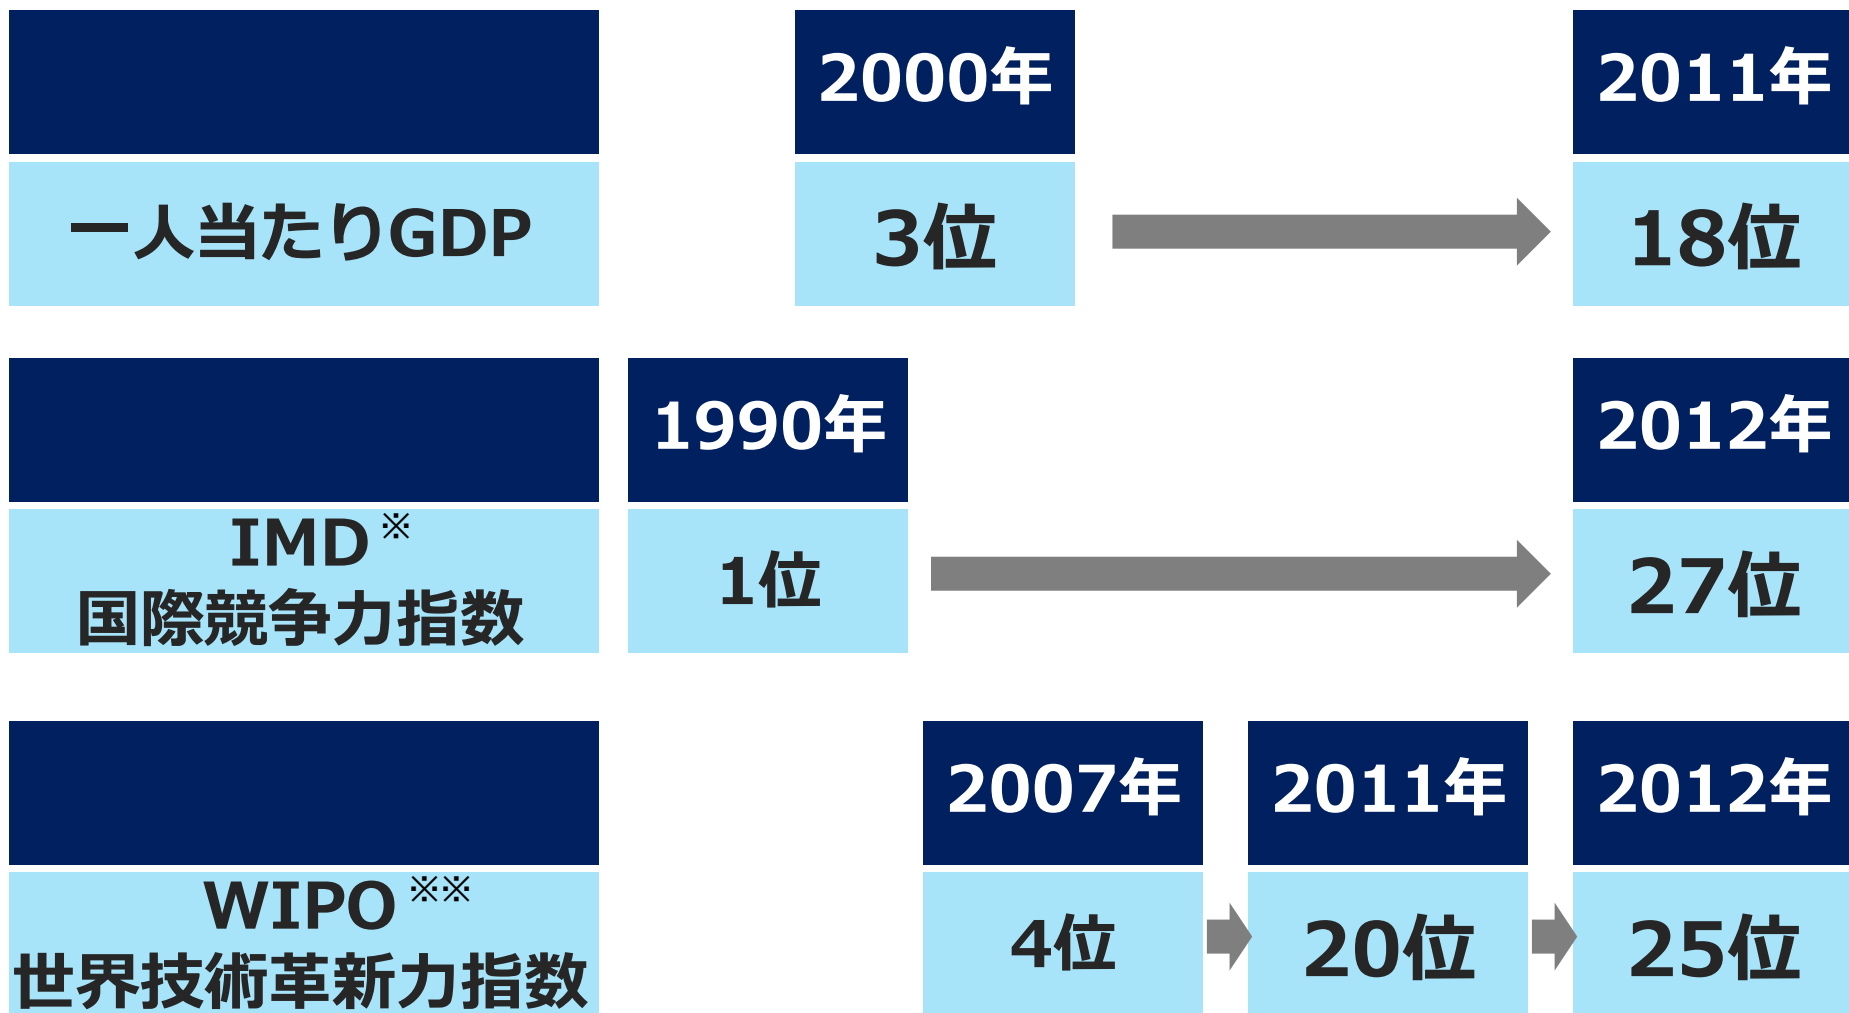 2000年 2011年
一人当たりGDP 3位 18位
1990年 2012年
IMD※
国際競争力指数 1位 27位
2007年 2011年 2012年
WIPO※※
世界技術革新力指数 4位 20位 25位